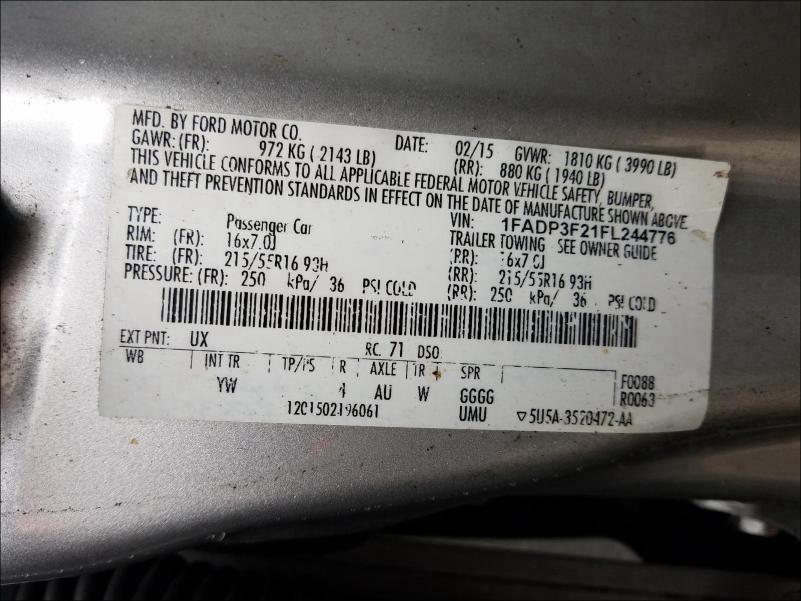 MFD. BY FORD MOTOR CO. DATE: 02/15 GVWR: 1810 KG ( 3990 LB)
GAWR: (FR): 972 KG ( 2143 LB) (RR): 880 KG ( 1940 LB)
THIS VEHICLE CONFORMS TO ALL APPLICABLE FEDERAL MOTOR VEHICLE SAFETY, BUMPER,
AND THEFT PREVENTION STANDARDS IN EFFECT ON THE DATE OF MANUFACTURE SHOWN ABOVE.
TYPE: Passenger Car VIN: 1FADP3F21FL244776
RIM: (FR): 16x7.0J TRAILER TOWING - SEE OWNER GUIDE
(RR): 16x7.0J
TIRE: (FR): 215/55R16 93H (RR): 215/55R16 93H
PRESSURE: (FR): 250 kPa/ 36 PSI COLD (RR): 250 kPa/ 36 PSI COLD
EXT PNT: UX RC: 71 DSO:
WB INT TR TP/PS R AXLE TR SPR F0088
YW 4 AU W GGGG R0063
12C1502196061 UMU ▽5U5A-3520472-AA